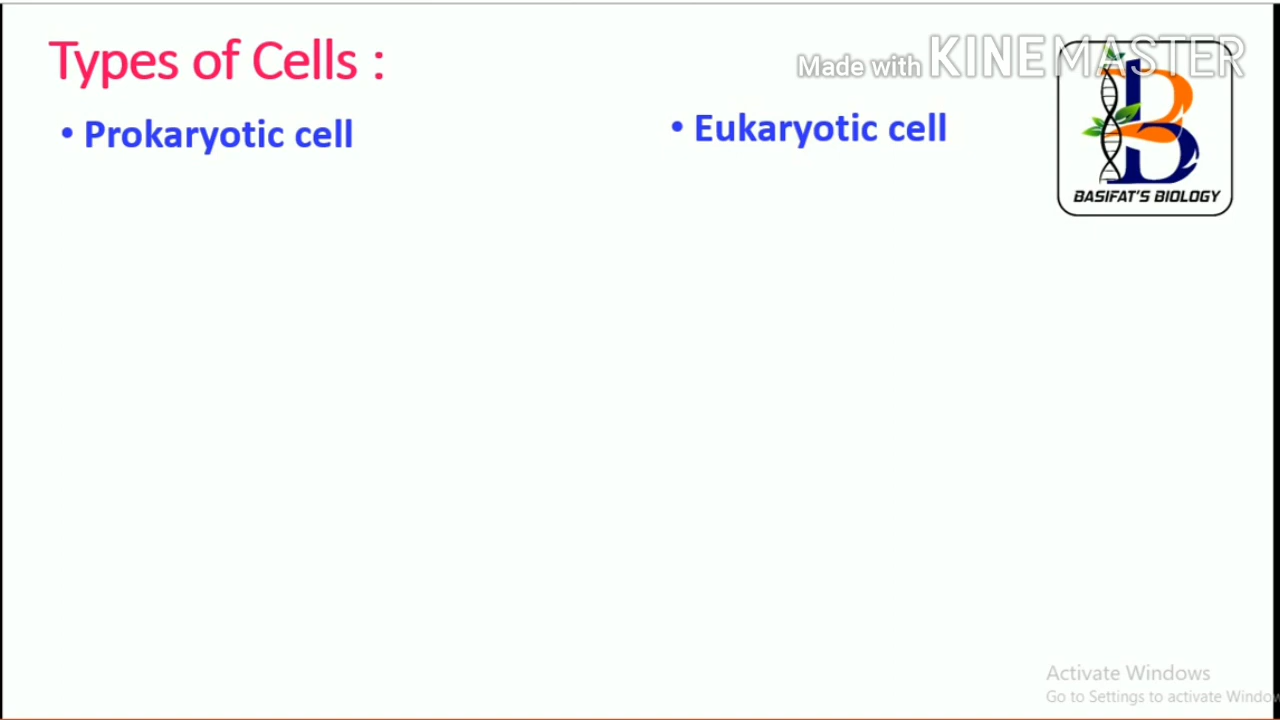 Types of Cells :
Made with KINEMASTER
• Prokaryotic cell
• Eukaryotic cell
BASIFAT'S BIOLOGY
Activate Windows
Go to Settings to activate Window